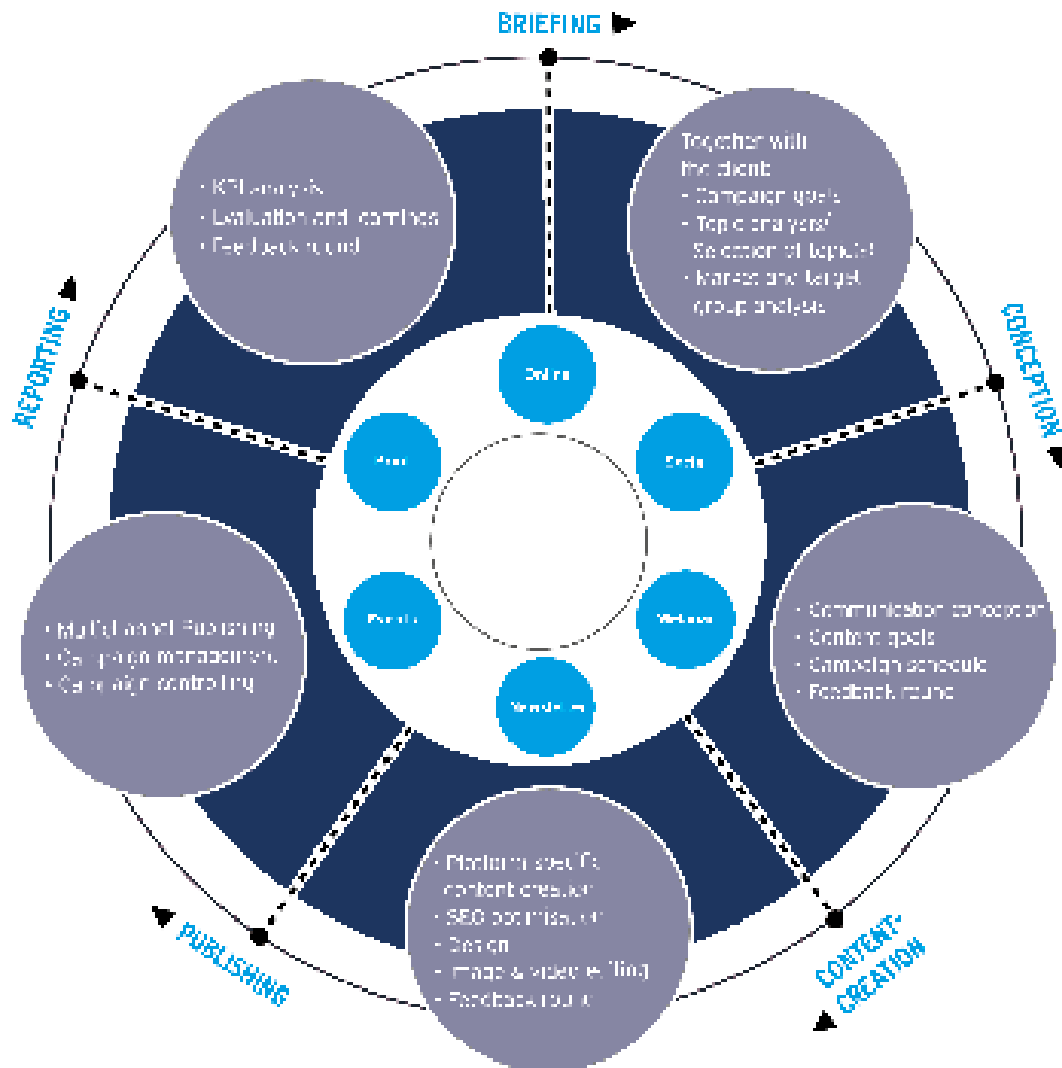 BRIEFING
Together with
the client:
- Campaign goals
- Topic analysis/
Selection of topic(s)
- Market and target
group analysis
CONCEPTION
- Communication conception
- Content goals
- Campaign schedule
- Feedback round
CONTENT-
CREATION
- Platform specific
content creation
- SEO optimisation
- Design
- Image & video editing
- Feedback round
PUBLISHING
- Multichannel Publishing
- Campaign management
- Campaign controlling
REPORTING
- KPI analysis
- Evaluation and learnings
- Feedback round
Online
Social
Webinar
Newsletter
Events
Print